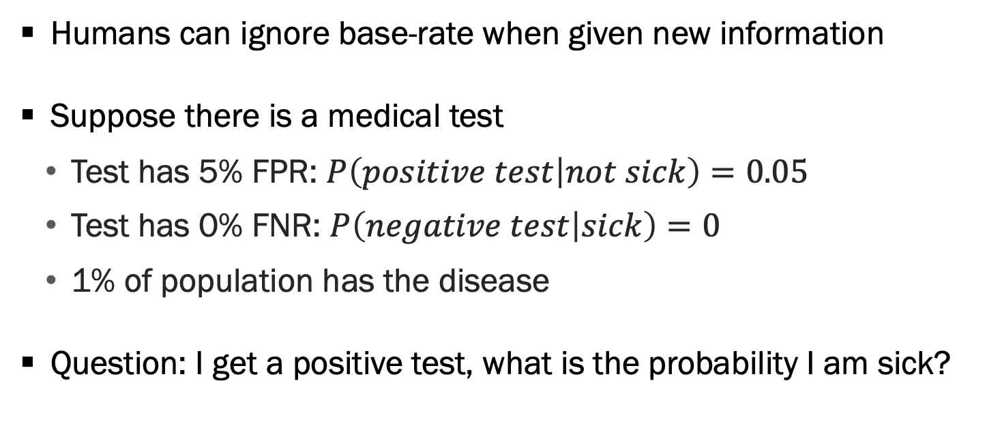 ▪ Humans can ignore base-rate when given new information
▪ Suppose there is a medical test
• Test has 5% FPR: P(positive test|not sick) = 0.05
• Test has 0% FNR: P(negative test|sick) = 0
• 1% of population has the disease
▪ Question: I get a positive test, what is the probability I am sick?